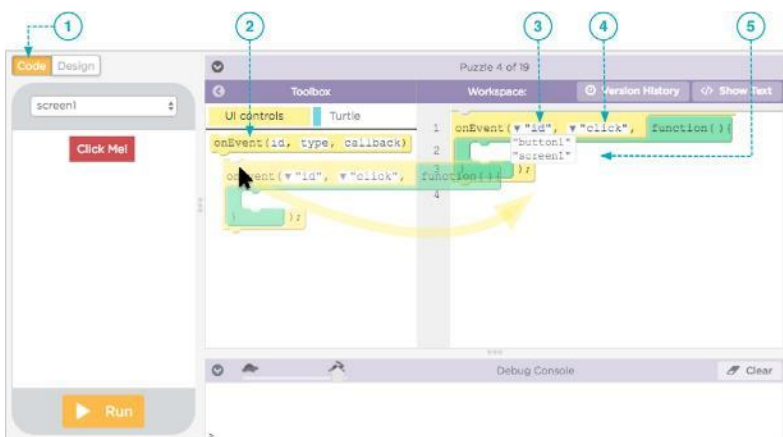 1 2 3 4 5
Code Design
Puzzle 4 of 19
Toolbox Workspace: Version History </> Show Text
screen1
UI controls Turtle
Click Me!
onEvent(id, type, callback)
1 onEvent(▼"id", ▼"click", function(){
"button1"
2
"screen1"
3 } );
onEvent(▼"id", ▼"click", function(){
4
} );
Debug Console Clear
Run
>